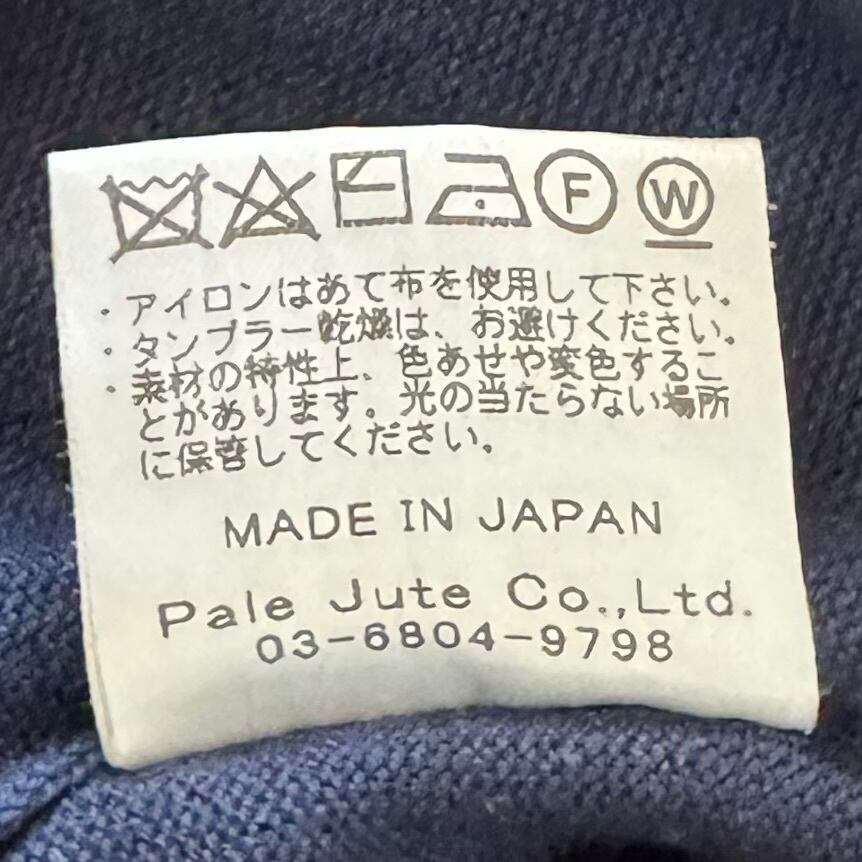 F W
・アイロンはあて布を使用して下さい。
・タンブラー乾燥は、お避けください。
・素材の特性上、色あせや変色するこ
とがあります。光の当たらない場所
に保管してください。
MADE IN JAPAN
Pale Jute Co.,Ltd.
03-6804-9798